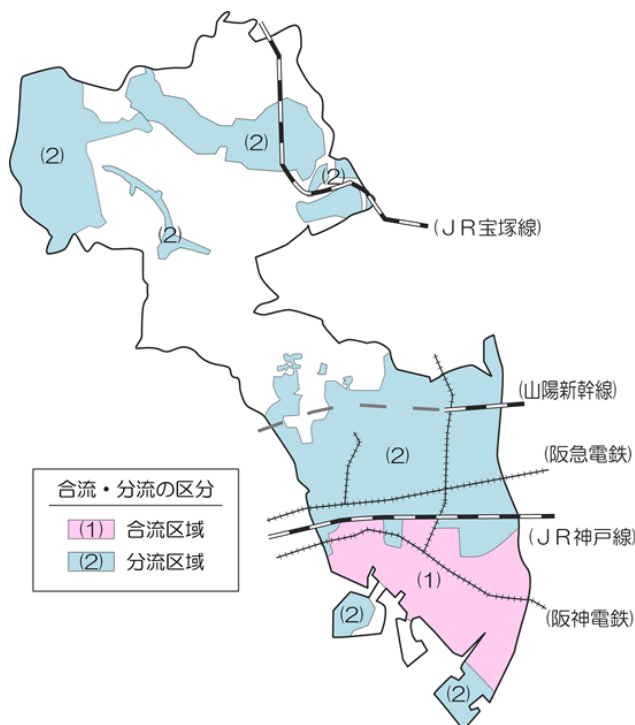 (2)
(2)
(2)
(2)
(JR宝塚線)
(山陽新幹線)
(2)
(阪急電鉄)
(JR神戸線)
(1)
(阪神電鉄)
(2)
(2)
合流・分流の区分
(1) 合流区域
(2) 分流区域